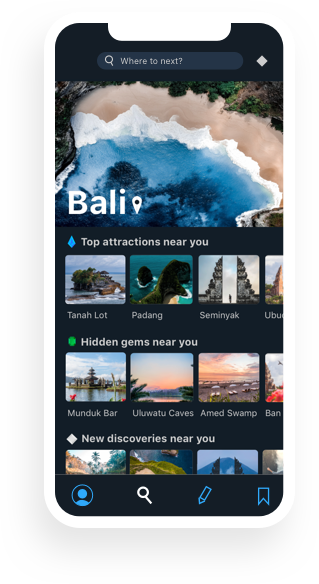 Where to next?
Bali
Top attractions near you
Tanah Lot Padang Seminyak Ubu
Hidden gems near you
Munduk Bar Uluwatu Caves Amed Swamp Ban
New discoveries near you